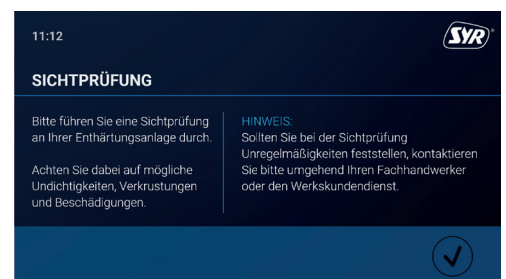 11:12
SYR®
SICHTPRÜFUNG
Bitte führen Sie eine Sichtprüfung
an Ihrer Enthärtungsanlage durch.
Achten Sie dabei auf mögliche
Undichtigkeiten, Verkrustungen
und Beschädigungen.
HINWEIS:
Sollten Sie bei der Sichtprüfung
Unregelmäßigkeiten feststellen, kontaktieren
Sie bitte umgehend Ihren Fachhandwerker
oder den Werkskundendienst.